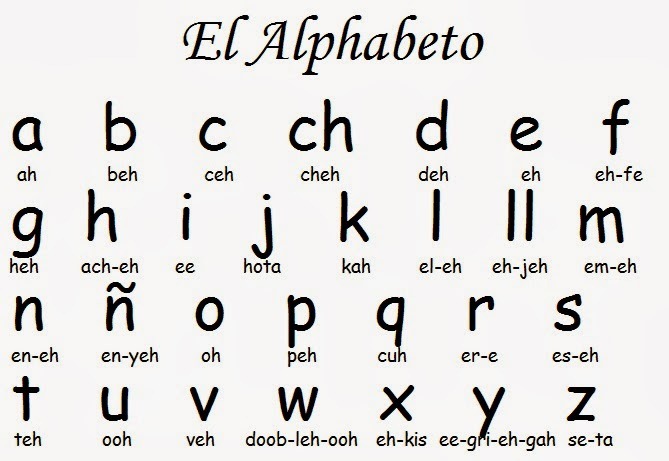 El Alphabeto
a b c ch d e f
ah beh ceh cheh deh eh eh-fe
g h i j k l ll m
heh ach-eh ee hota kah el-eh eh-jeh em-eh
n ñ o p q r s
en-eh en-yeh oh peh cuh er-e es-eh
t u v w x y z
teh ooh veh doob-leh-ooh eh-kis ee-gri-eh-gah se-ta